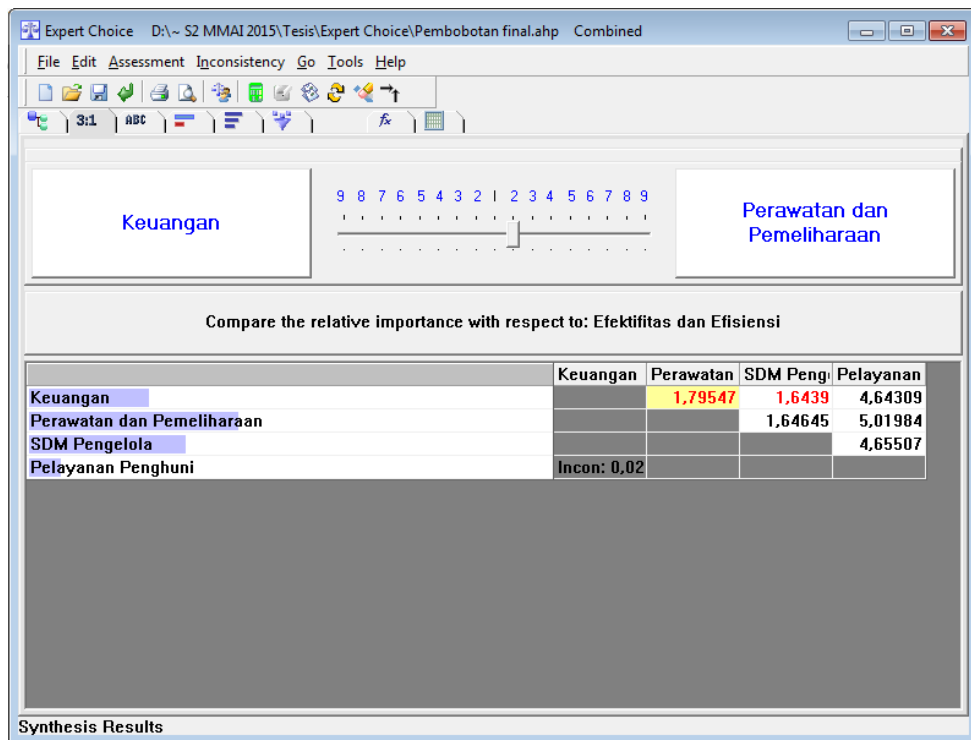 Expert Choice D:\~ S2 MMAI 2015\Tesis\Expert Choice\Pembobotan final.ahp Combined
File Edit Assessment Inconsistency Go Tools Help
3:1 ABC fx
9 8 7 6 5 4 3 2 1 2 3 4 5 6 7 8 9
Keuangan
Perawatan dan
Pemeliharaan
Compare the relative importance with respect to: Efektifitas dan Efisiensi
Keuangan Perawatan SDM Peng Pelayanan
Keuangan 1,79547 1,6439 4,64309
Perawatan dan Pemeliharaan 1,64645 5,01984
SDM Pengelola 4,65507
Pelayanan Penghuni Incon: 0,02
Synthesis Results